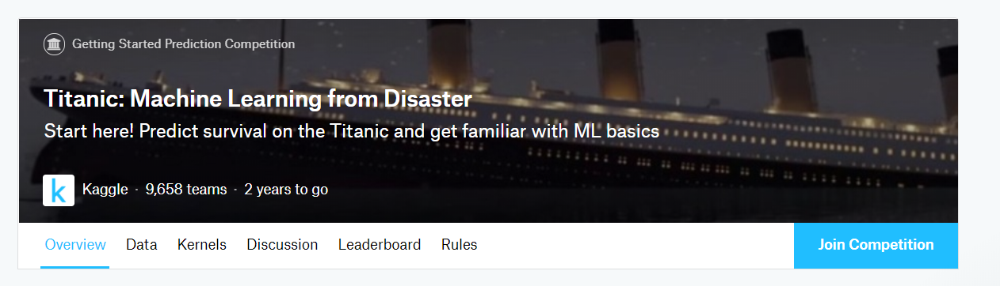 Getting Started Prediction Competition
Titanic: Machine Learning from Disaster
Start here! Predict survival on the Titanic and get familiar with ML basics
k Kaggle · 9,658 teams · 2 years to go
Overview Data Kernels Discussion Leaderboard Rules Join Competition